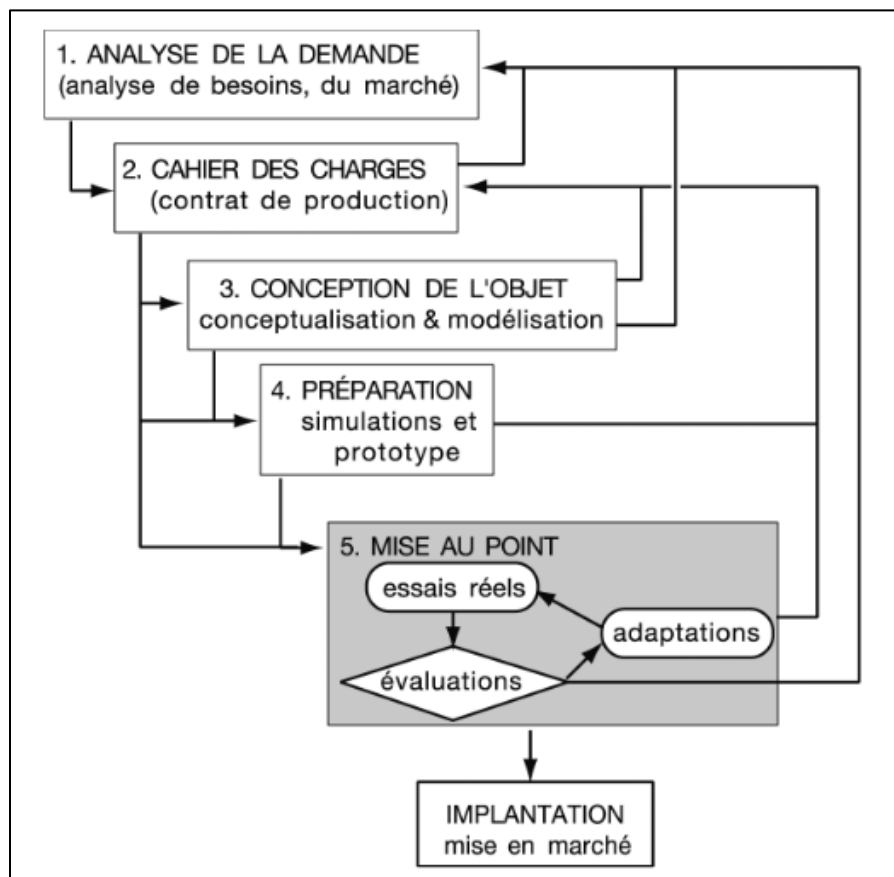 1. ANALYSE DE LA DEMANDE
(analyse de besoins, du marché)
2. CAHIER DES CHARGES
(contrat de production)
3. CONCEPTION DE L'OBJET
conceptualisation & modélisation
4. PRÉPARATION
simulations et
prototype
5. MISE AU POINT
essais réels
adaptations
évaluations
IMPLANTATION
mise en marché